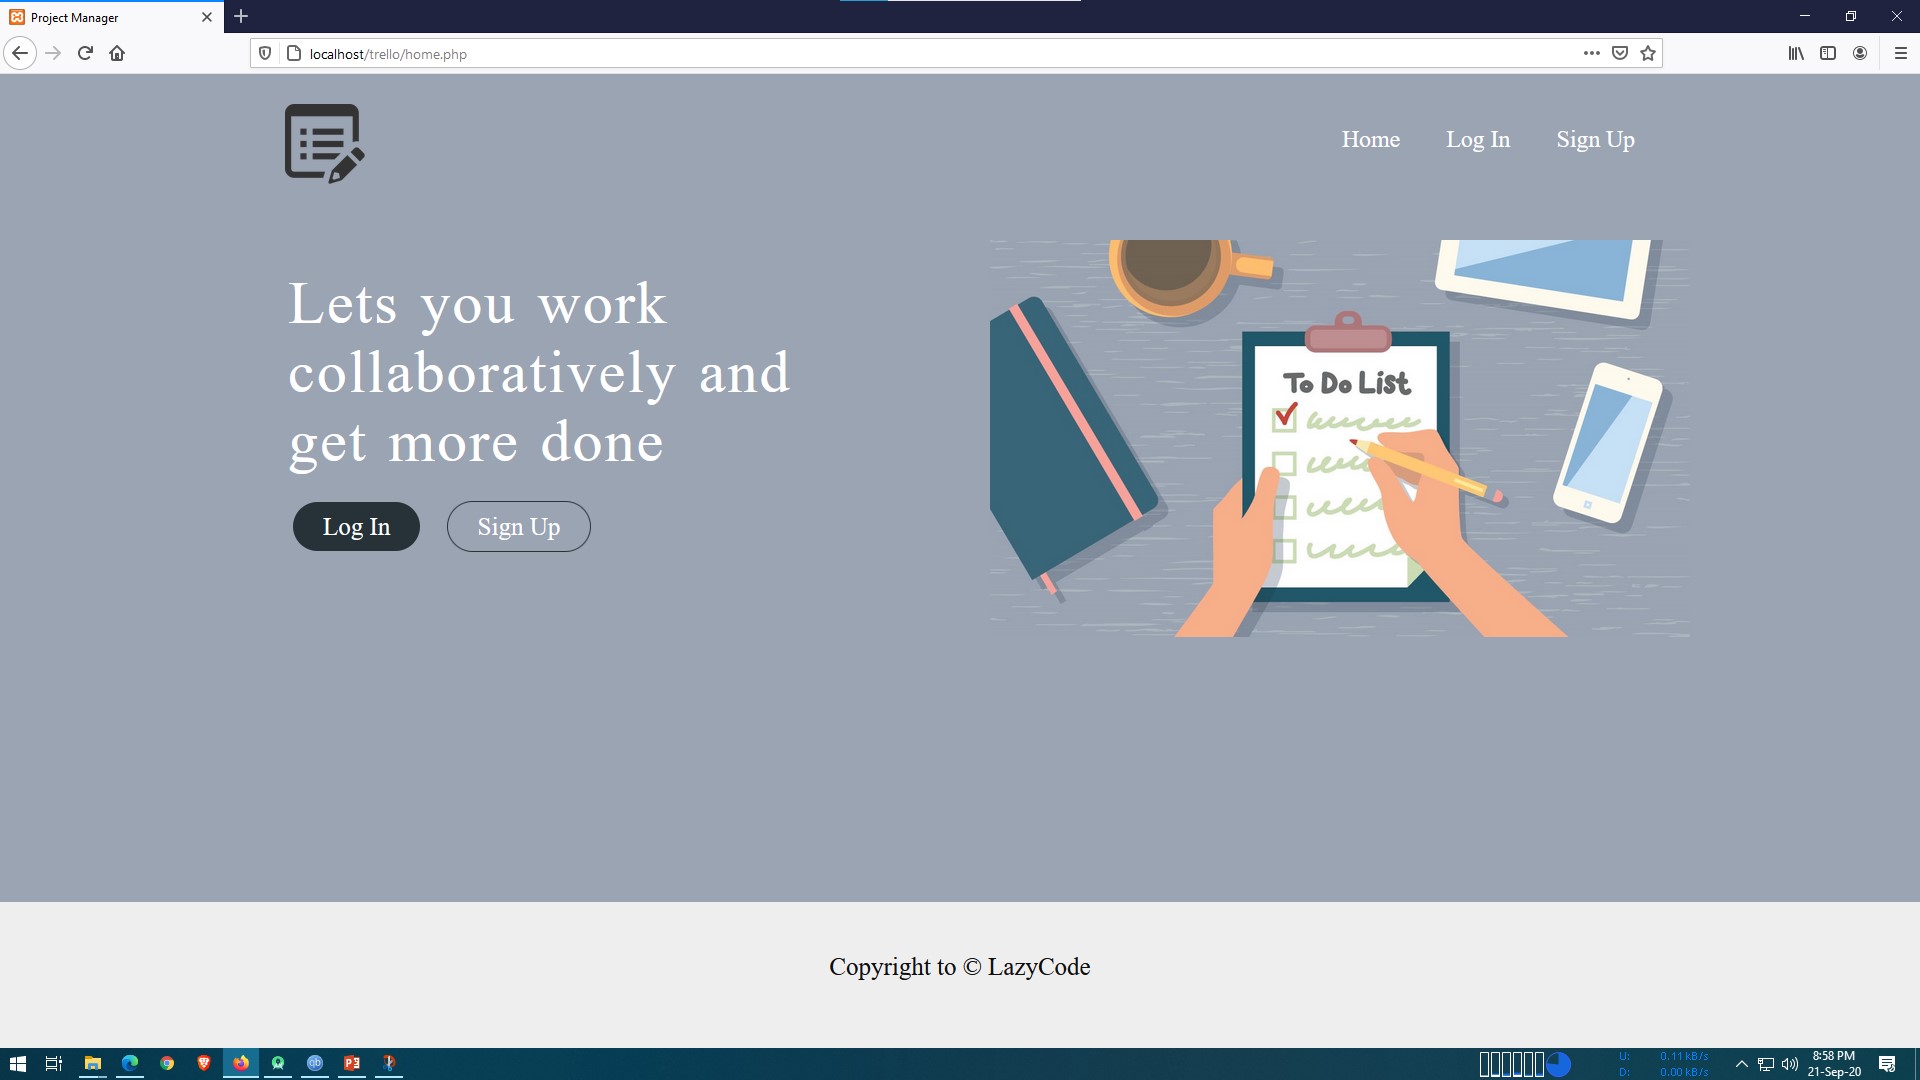 Project Manager
localhost/trello/home.php
Home Log In Sign Up
Lets you work
collaboratively and
get more done
Log In Sign Up
To Do List
Copyright to © LazyCode
U: 0.11 kB/s
D: 0.00 kB/s
8:58 PM
21-Sep-20